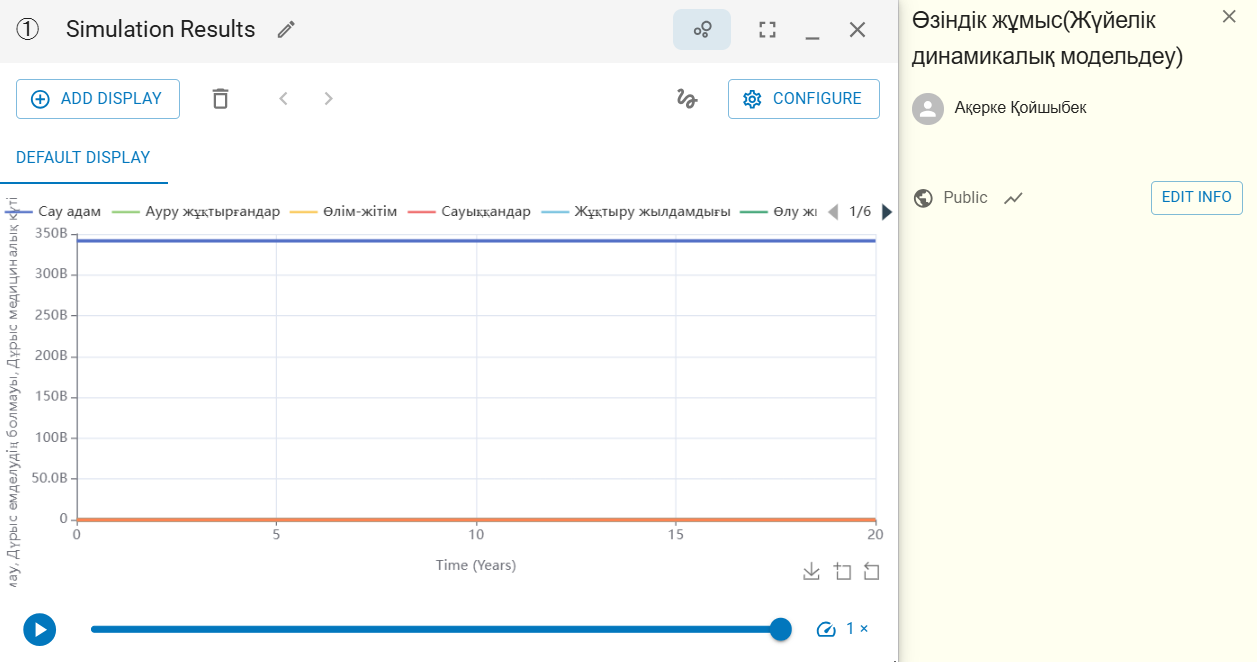 ① Simulation Results
ADD DISPLAY
CONFIGURE
DEFAULT DISPLAY
Сау адам Ауру жұқтырғандар Өлім-жітім Сауыққандар Жұқтыру жылдамдығы Өлу 1/6
мау, Дұрыс емделудің болмауы, Дұрыс медициналық күті
350B
300B
250B
200B
150B
100B
50.0B
0
0 5 10 15 20
Time (Years)
1 ×
Өзіндік жұмыс(Жүйелік
динамикалық модельдеу)
Ақерке Қойшыбек
Public
EDIT INFO